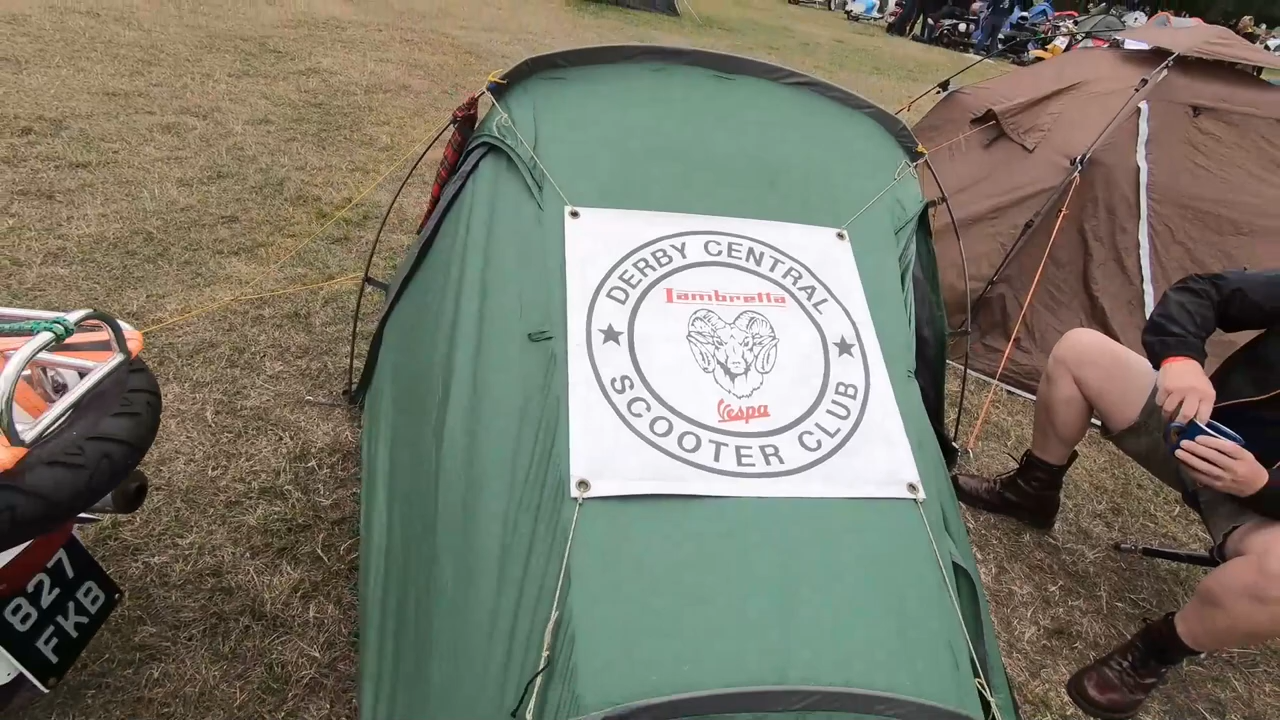 DERBY CENTRAL
Lambretta
Vespa
SCOOTER CLUB
827
FKB